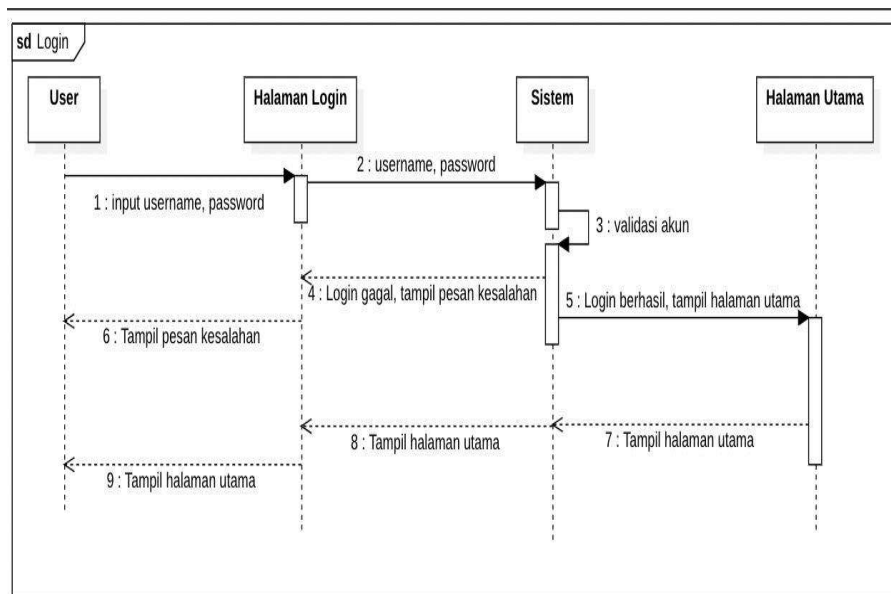 sd Login
User
Halaman Login
Sistem
Halaman Utama
2 : username, password
1 : input username, password
3 : validasi akun
4 : Login gagal, tampil pesan kesalahan
5 : Login berhasil, tampil halaman utama
6 : Tampil pesan kesalahan
8 : Tampil halaman utama
7 : Tampil halaman utama
9 : Tampil halaman utama